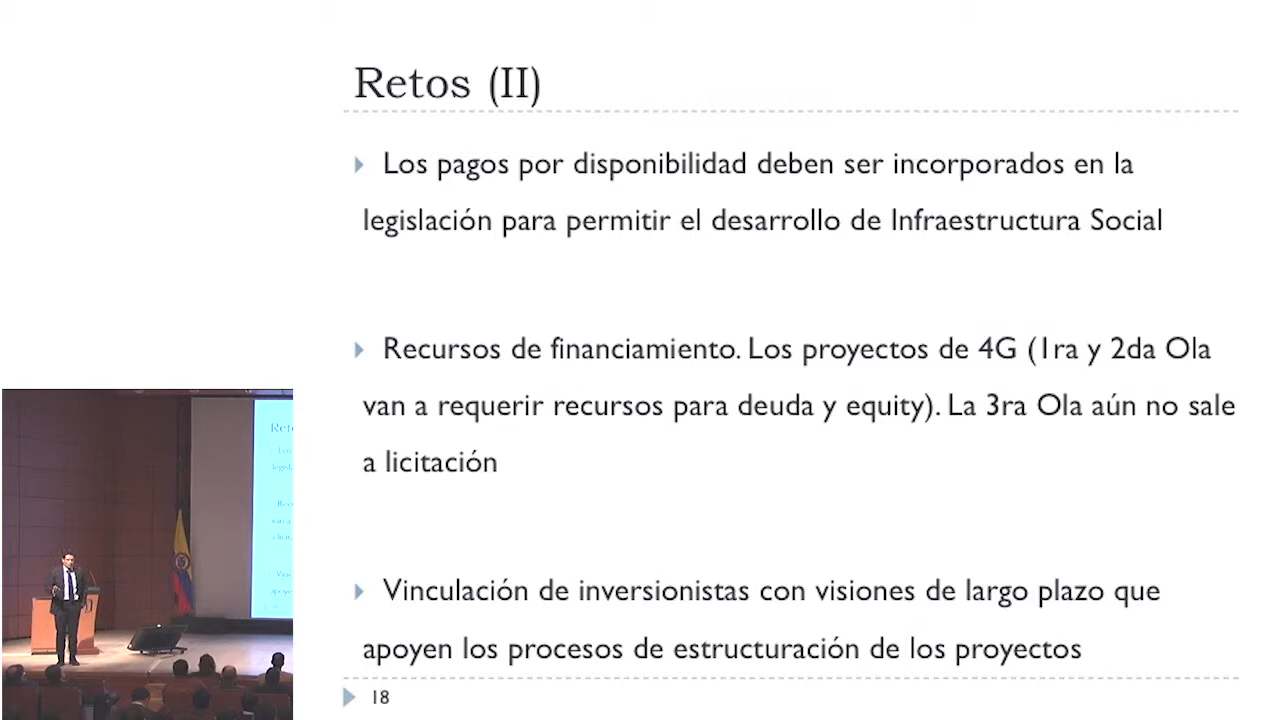 Retos (II)
Los pagos por disponibilidad deben ser incorporados en la
legislación para permitir el desarrollo de Infraestructura Social
Recursos de financiamiento. Los proyectos de 4G (1ra y 2da Ola
van a requerir recursos para deuda y equity). La 3ra Ola aún no sale
a licitación
Vinculación de inversionistas con visiones de largo plazo que
apoyen los procesos de estructuración de los proyectos
18